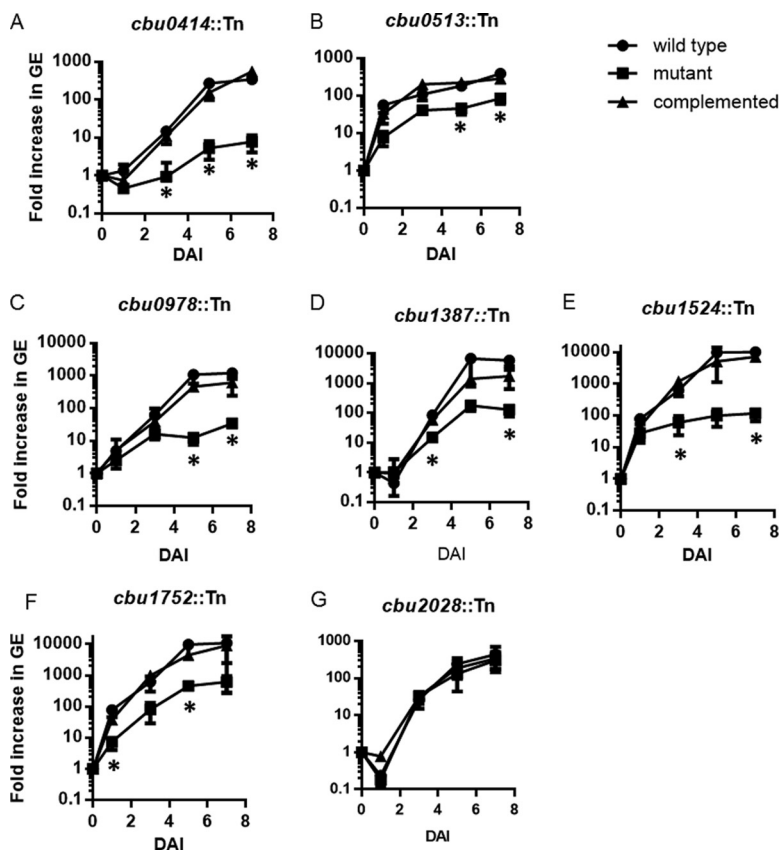 A
cbu0414::Tn
Fold increase in GE
1000
100
10
1
0.1
0 2 4 6 8
DAI
*
*
*
B
cbu0513::Tn
1000
100
10
1
0.1
0 2 4 6 8
DAI
*
*
wild type
mutant
complemented
C
cbu0978::Tn
Fold increase in GE
10000
1000
100
10
1
0.1
0 2 4 6 8
DAI
*
*
D
cbu1387::Tn
10000
1000
100
10
1
0.1
0 2 4 6 8
DAI
*
*
E
cbu1524::Tn
10000
1000
100
10
1
0.1
0 2 4 6 8
DAI
*
*
F
cbu1752::Tn
Fold increase in GE
10000
1000
100
10
1
0.1
0 2 4 6 8
DAI
*
*
G
cbu2028::Tn
1000
100
10
1
0.1
0 2 4 6 8
DAI